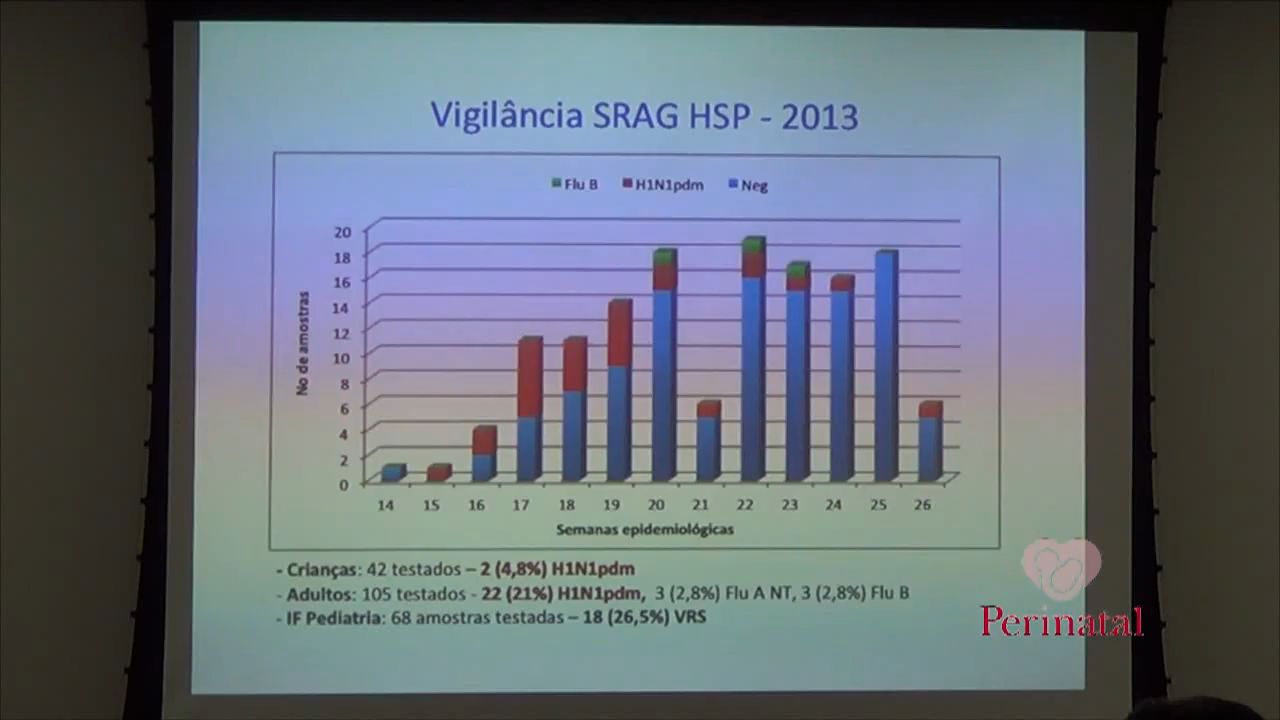 Vigilância SRAG HSP - 2013
Flu B H1N1pdm Neg
No de amostras
20
18
16
14
12
10
8
6
4
2
0
14 15 16 17 18 19 20 21 22 23 24 25 26
Semanas epidemiológicas
- Crianças: 42 testados – 2 (4,8%) H1N1pdm
- Adultos: 105 testados - 22 (21%) H1N1pdm, 3 (2,8%) Flu A NT, 3 (2,8%) Flu B
- IF Pediatria: 68 amostras testadas – 18 (26,5%) VRS
Perinatal